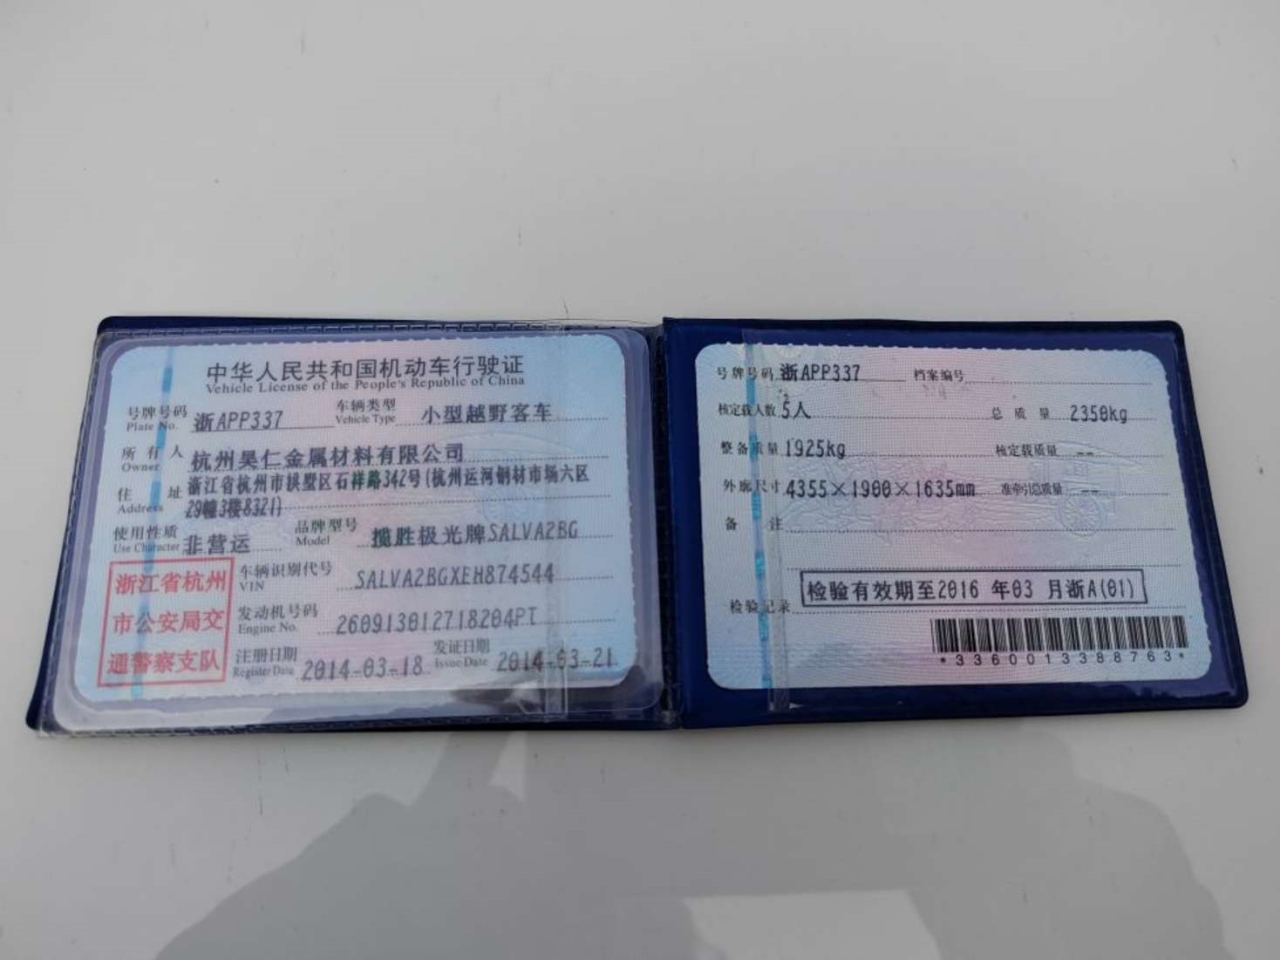 中华人民共和国机动车行驶证
Vehicle License of the People's Republic of China
号牌号码 浙APP337 车辆类型 小型越野客车
Plate No. Vehicle Type
所有人 杭州昊仁金属材料有限公司
Owner
住址 浙江省杭州市拱墅区石祥路342号(杭州运河钢材市场六区
Address 29幢3楼8321)
使用性质 非营运 品牌型号 揽胜极光牌SALVA2BG
Use Character Model
浙江省杭州
市公安局交
通警察支队
车辆识别代号 SALVA2BGXEH874544
VIN
发动机号码 260913012718204PT
Engine No.
注册日期 2014-03-18 发证日期 2014-03-21
Register Date Issue Date
号牌号码 浙APP337 档案编号
核定载人数 5人 总质量 2350kg
整备质量 1925kg 核定载质量 --
外廓尺寸 4355×1900×1635mm 准牵引总质量 --
备注
检验记录 检验有效期至2016 年03 月浙A(01)
*3360013388763*